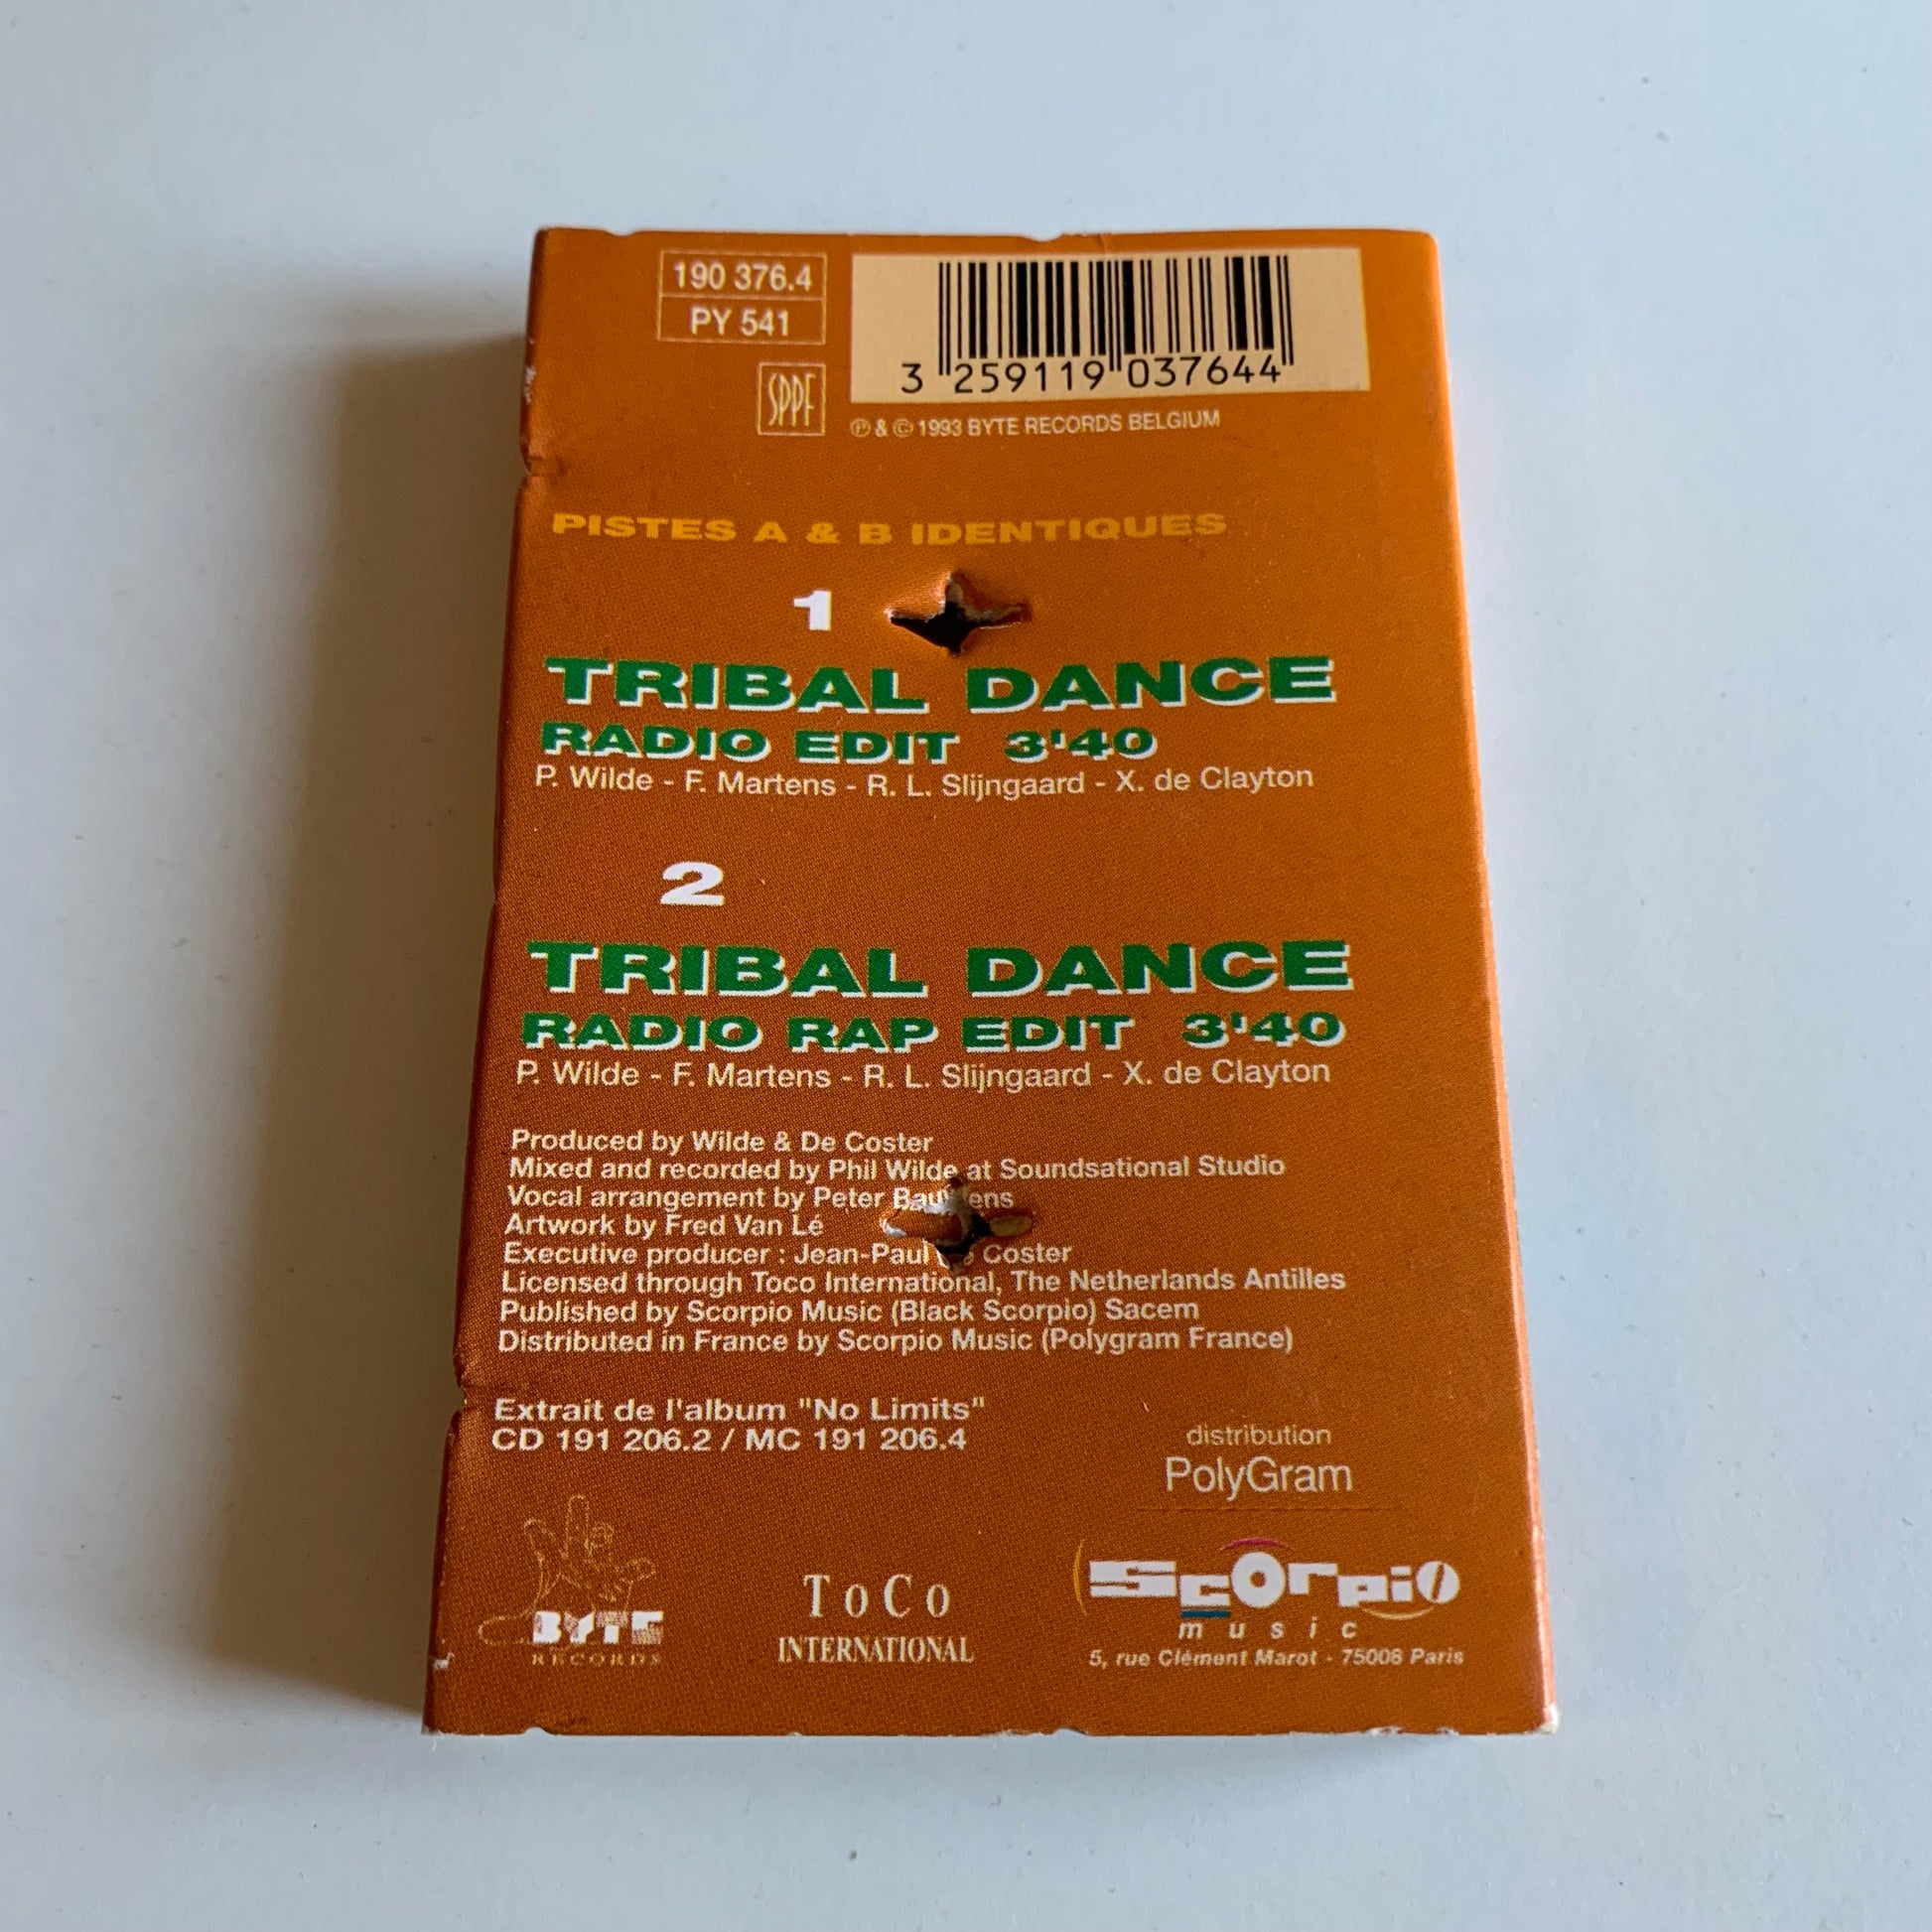 190 376.4
PY 541
SPPF
3 259119 037644
℗ & © 1993 BYTE RECORDS BELGIUM
PISTES A & B IDENTIQUES
1
TRIBAL DANCE
RADIO EDIT 3'40
P. Wilde - F. Martens - R. L. Slijngaard - X. de Clayton
2
TRIBAL DANCE
RADIO RAP EDIT 3'40
P. Wilde - F. Martens - R. L. Slijngaard - X. de Clayton
Produced by Wilde & De Coster
Mixed and recorded by Phil Wilde at Soundsational Studio
Vocal arrangement by Peter
Artwork by Fred Van Lé
Executive producer : Jean-Paul Coster
Licensed through Toco International, The Netherlands Antilles
Published by Scorpio Music (Black Scorpio) Sacem
Distributed in France by Scorpio Music (Polygram France)
Extrait de l'album "No Limits"
CD 191 206.2 / MC 191 206.4
distribution
PolyGram
BYTE
RECORDS
ToCo
INTERNATIONAL
scorpio
music
5, rue Clément Marot - 75008 Paris